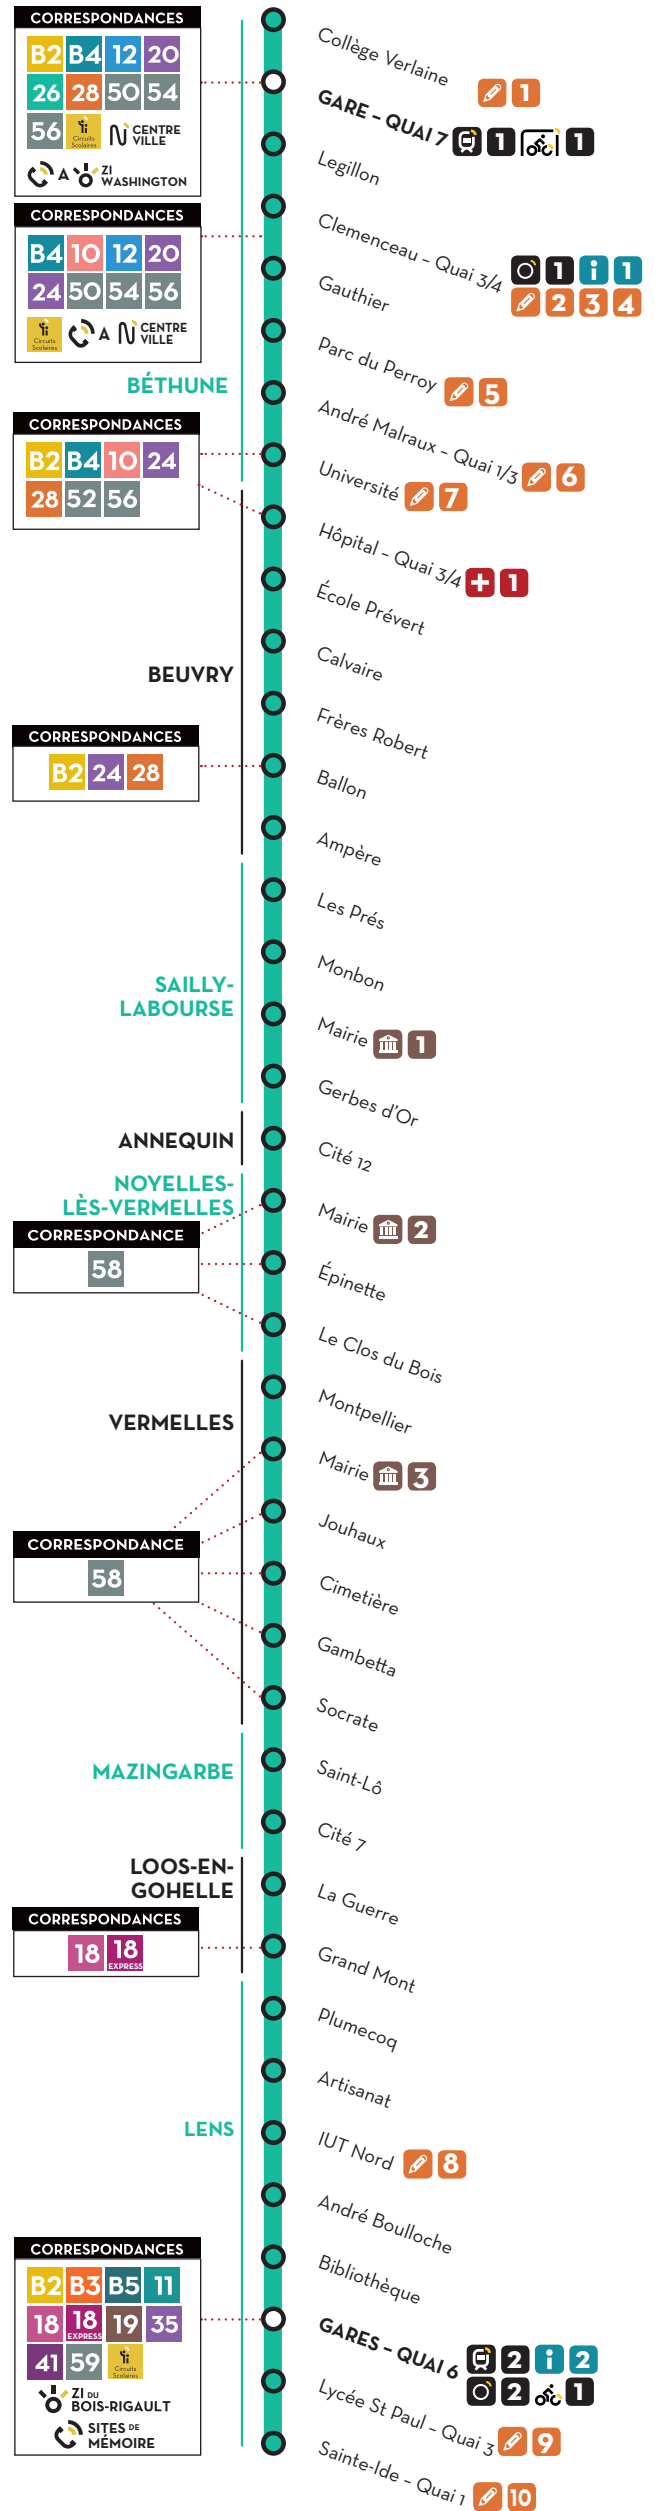 CORRESPONDANCES
B2 B4 12 20
26 28 50 54
56 Circuits Scolaires N CENTRE VILLE
A ZI WASHINGTON
CORRESPONDANCES
B4 10 12 20
24 50 54 56
Circuits Scolaires A N CENTRE VILLE
BÉTHUNE
CORRESPONDANCES
B2 B4 10 24
28 52 56
BEUVRY
CORRESPONDANCES
B2 24 28
SAILLY-
LABOURSE
ANNEQUIN
NOYELLES-
LÈS-VERMELLES
CORRESPONDANCE
58
VERMELLES
CORRESPONDANCE
58
MAZINGARBE
LOOS-EN-
GOHELLE
CORRESPONDANCES
18 18 EXPRESS
LENS
CORRESPONDANCES
B2 B3 B5 11
18 18 EXPRESS 19 35
41 59 Circuits Scolaires
ZI DU
BOIS-RIGAULT
SITES DE
MÉMOIRE
Collège Verlaine 1
GARE – QUAI 7 1 1
Legillon
Clemenceau – Quai 3/4 1 i 1
2 3 4
Gauthier
Parc du Perroy 5
André Malraux – Quai 1/3 6
Université 7
Hôpital – Quai 3/4 1
École Prévert
Calvaire
Frères Robert
Ballon
Ampère
Les Prés
Monbon
Mairie 1
Gerbes d'Or
Cité 12
Mairie 2
Épinette
Le Clos du Bois
Montpellier
Mairie 3
Jouhaux
Cimetière
Gambetta
Socrate
Saint-Lô
Cité 7
La Guerre
Grand Mont
Plumecoq
Artisanat
IUT Nord 8
André Boulloche
Bibliothèque
GARES – QUAI 6 2 i 2
2 1
Lycée St Paul – Quai 3 9
Sainte-Ide – Quai 1 10